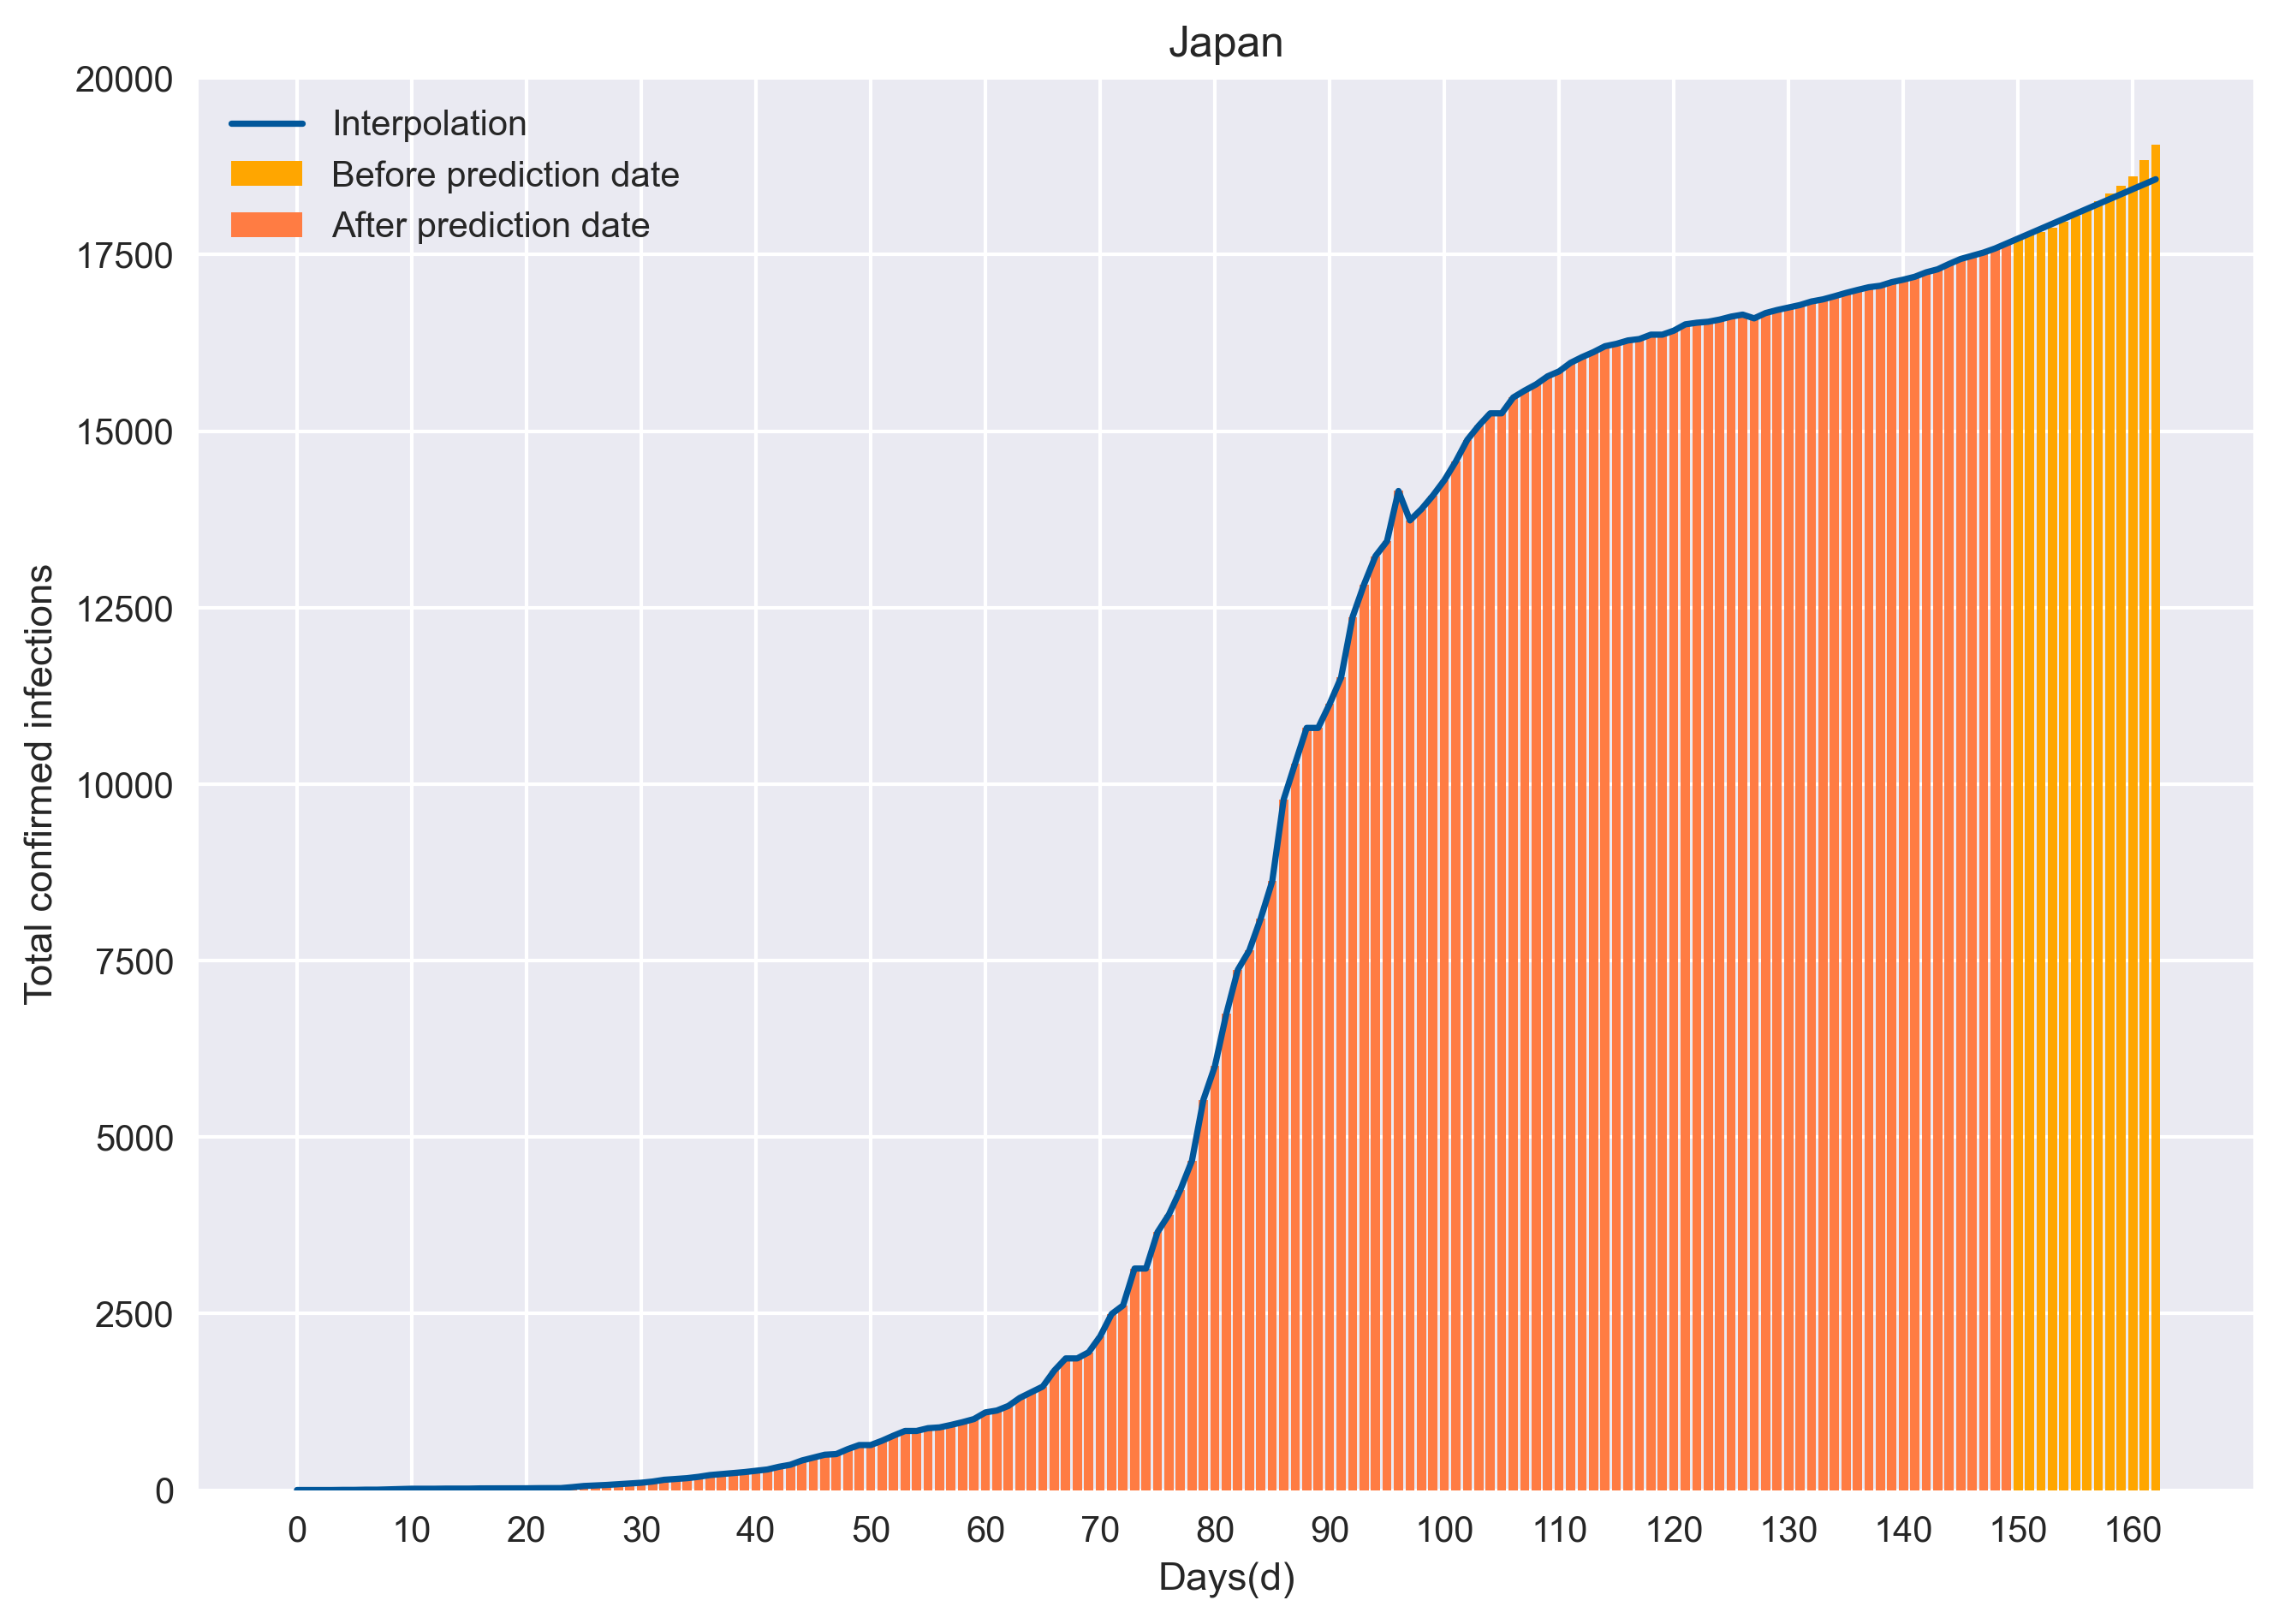 Japan
20000
17500
15000
12500
10000
7500
5000
2500
0
Total confirmed infections
Interpolation
Before prediction date
After prediction date
0 10 20 30 40 50 60 70 80 90 100 110 120 130 140 150 160
Days(d)